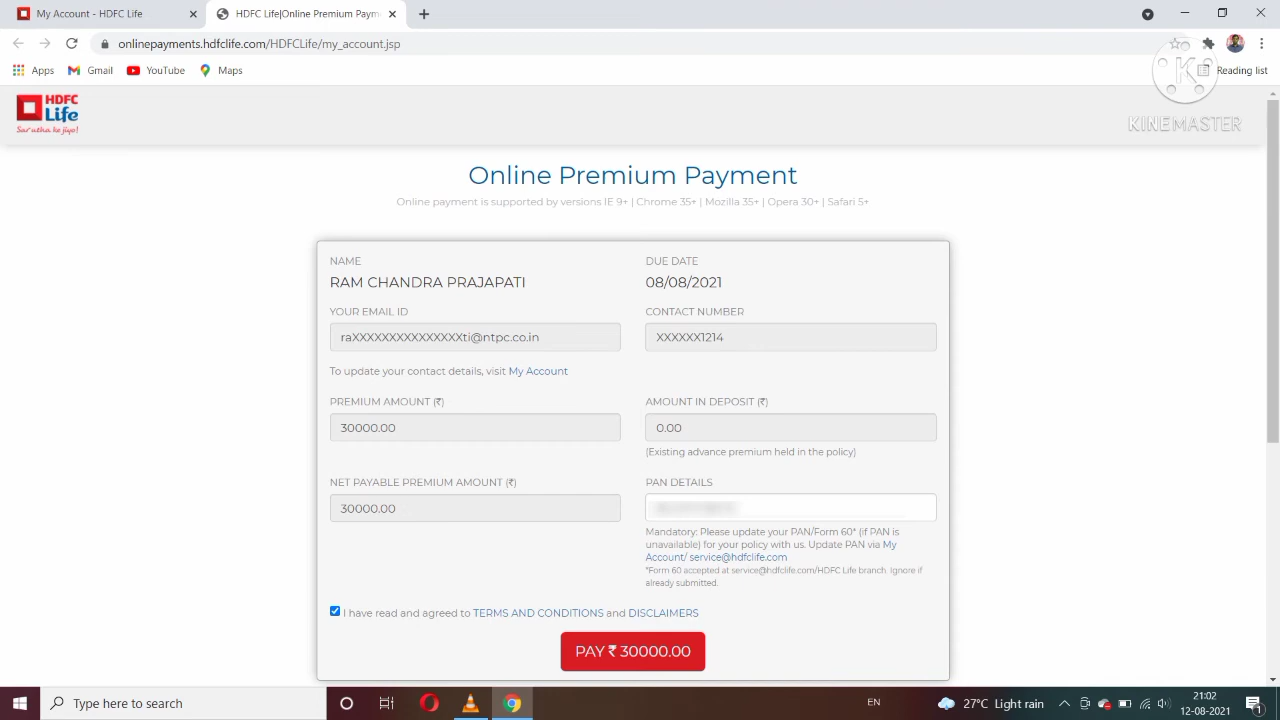 My Account - HDFC Life
HDFC Life|Online Premium Paym
onlinepayments.hdfclife.com/HDFCLife/my_account.jsp
Apps
Gmail
YouTube
Maps
Reading list
K
KINEMASTER
HDFC
Life
Sar utha ke jiyo!
Online Premium Payment
Online payment is supported by versions IE 9+ | Chrome 35+ | Mozilla 35+ | Opera 30+ | Safari 5+
NAME
DUE DATE
RAM CHANDRA PRAJAPATI
08/08/2021
YOUR EMAIL ID
CONTACT NUMBER
raXXXXXXXXXXXXXXXti@ntpc.co.in
XXXXXX1214
To update your contact details, visit My Account
PREMIUM AMOUNT (₹)
AMOUNT IN DEPOSIT (₹)
30000.00
0.00
(Existing advance premium held in the policy)
NET PAYABLE PREMIUM AMOUNT (₹)
PAN DETAILS
30000.00
Mandatory: Please update your PAN/Form 60* (if PAN is
unavailable) for your policy with us. Update PAN via My
Account/ service@hdfclife.com
*Form 60 accepted at service@hdfclife.com/HDFC Life branch. Ignore if
already submitted.
I have read and agreed to TERMS AND CONDITIONS and DISCLAIMERS
PAY ₹ 30000.00
Type here to search
EN
27°C Light rain
21:02
12-08-2021
1